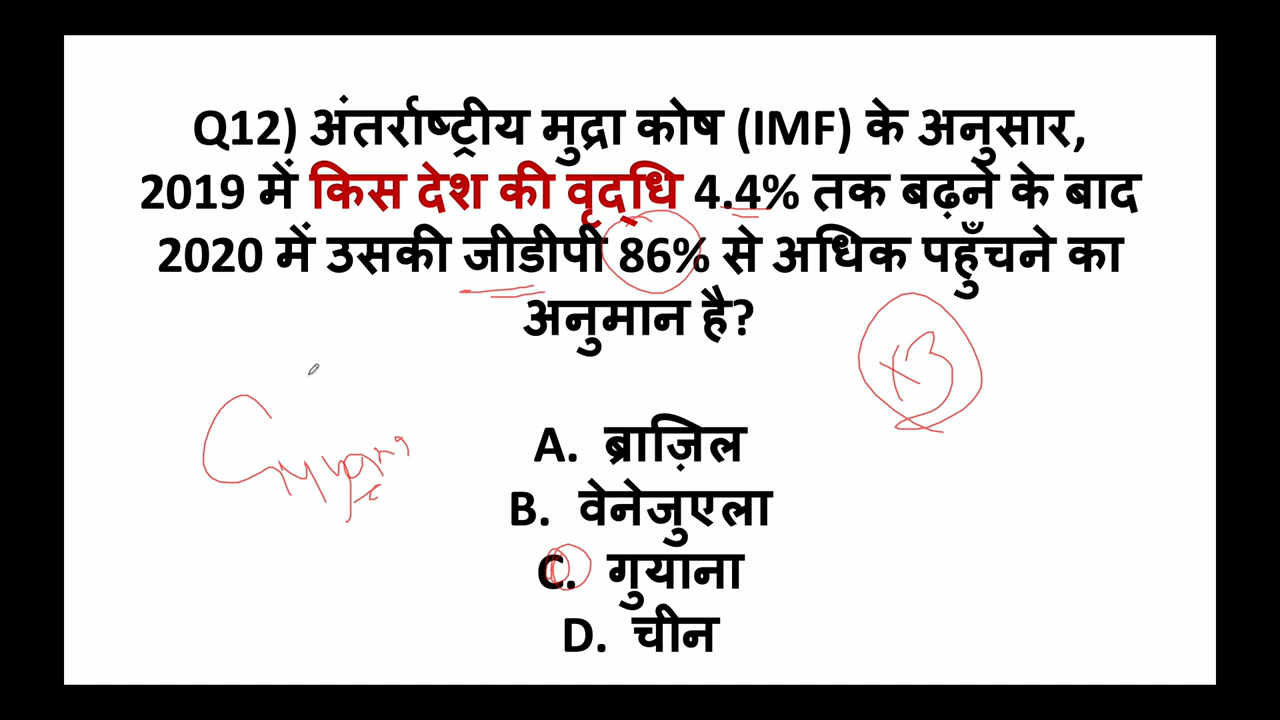 Q12) अंतर्राष्ट्रीय मुद्रा कोष (IMF) के अनुसार,
2019 में किस देश की वृद्धि 4.4% तक बढ़ने के बाद
2020 में उसकी जीडीपी 86% से अधिक पहुँचने का
अनुमान है?
A. ब्राज़िल
B. वेनेजुएला
C. गुयाना
D. चीन